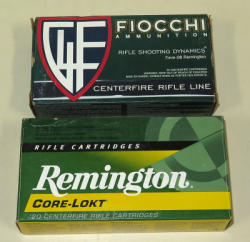 FIOCCHI
AMMUNITION
RIFLE SHOOTING DYNAMICS
7mm-08 Remington
CENTERFIRE RIFLE LINE
RIFLE CARTRIDGES
Remington
CORE-LOKT
20 CENTERFIRE RIFLE CARTRIDGES